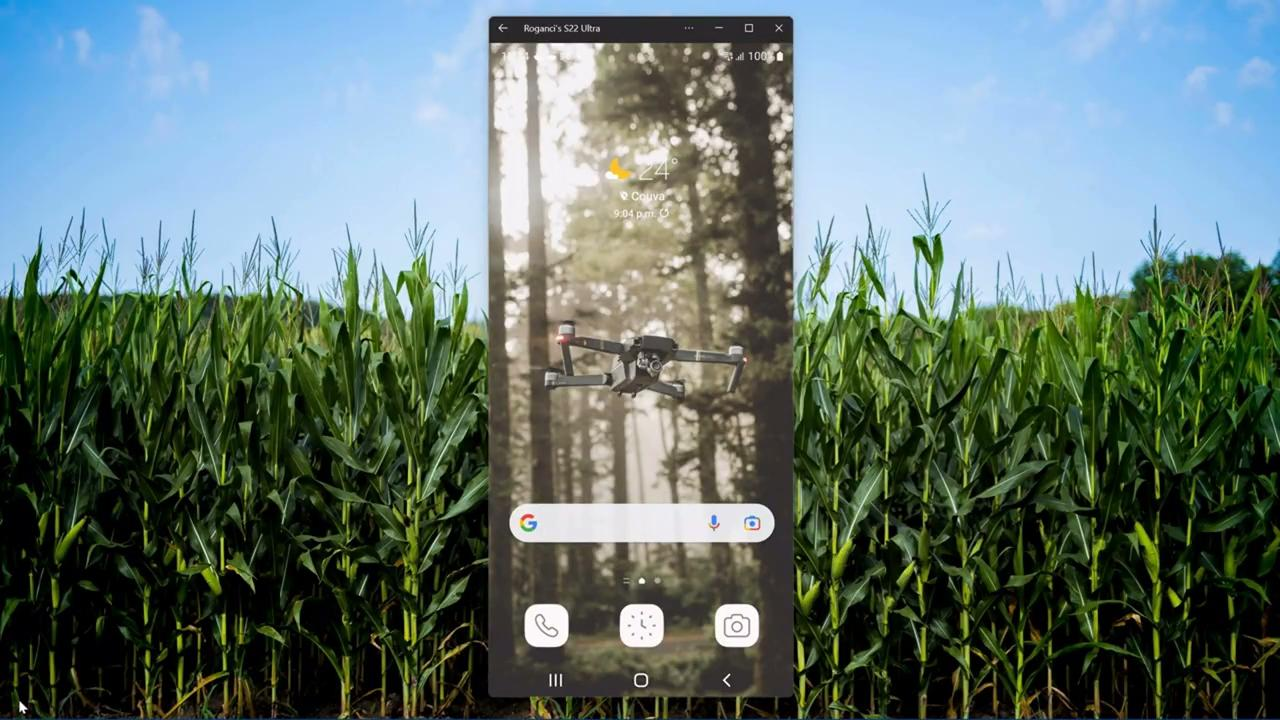 Roganci's S22 Ultra
100%
24°
Couva
9:04 p.m.
G